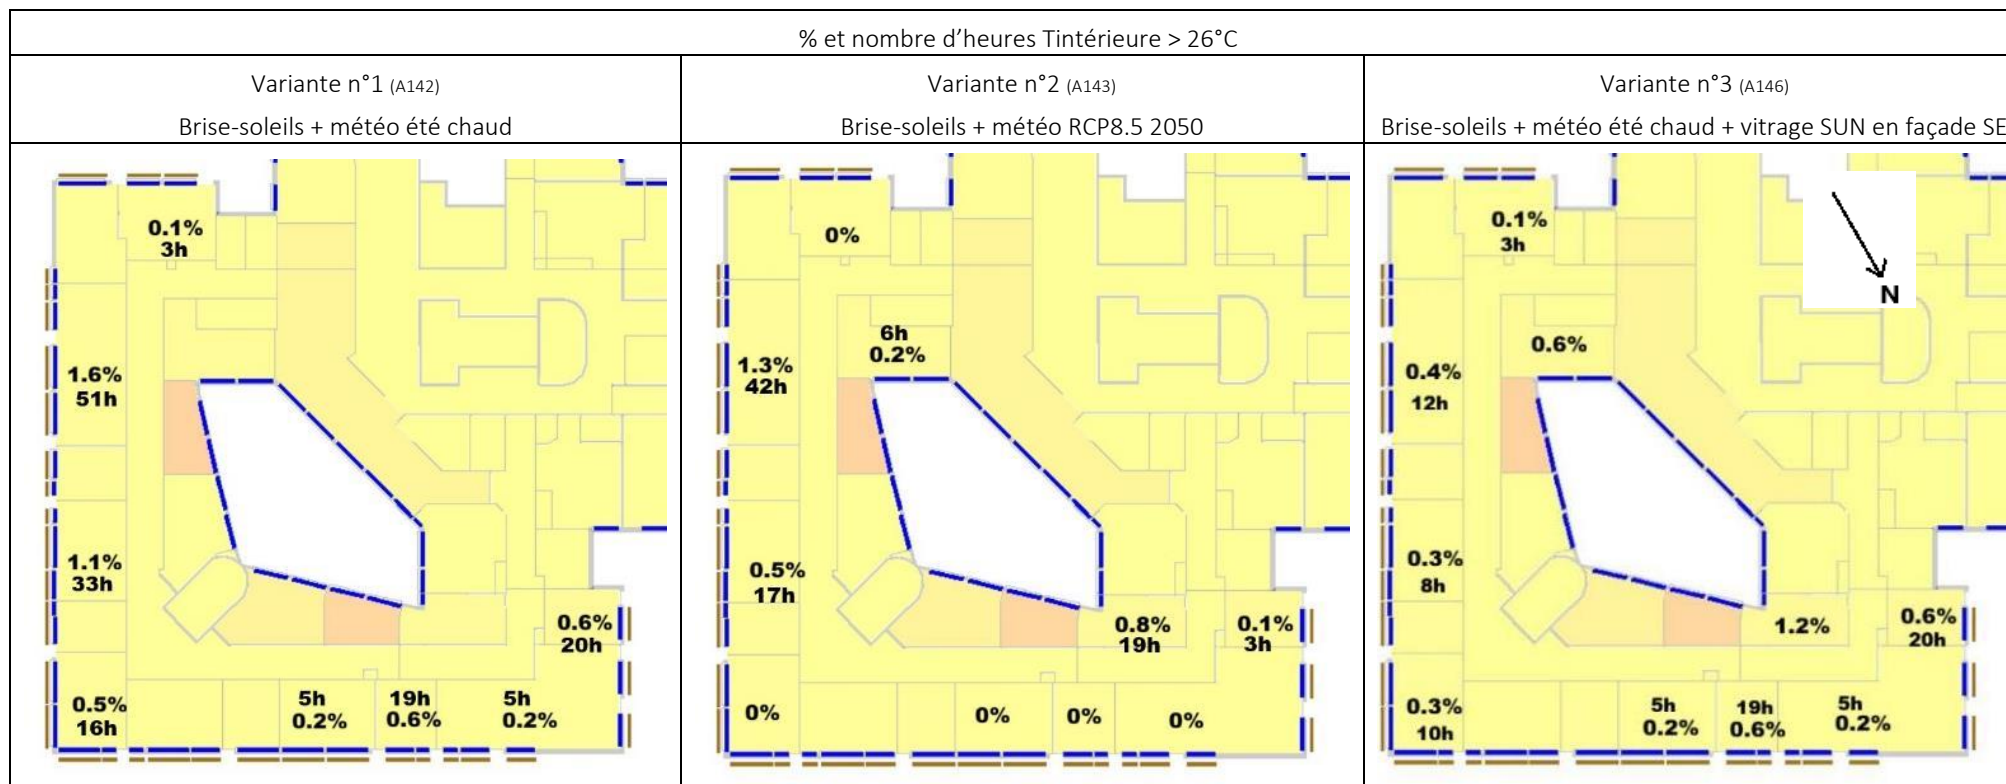 % et nombre d'heures Tintérieure > 26°C
Variante n°1 (A142)
Brise-soleils + météo été chaud
Variante n°2 (A143)
Brise-soleils + météo RCP8.5 2050
Variante n°3 (A146)
Brise-soleils + météo été chaud + vitrage SUN en façade SE
0.1%
3h
1.6%
51h
1.1%
33h
0.6%
20h
0.5%
16h
5h
0.2%
19h
0.6%
5h
0.2%
0%
6h
0.2%
1.3%
42h
0.5%
17h
0.8%
19h
0.1%
3h
0%
0%
0%
0%
0.1%
3h
N
0.6%
0.4%
12h
0.3%
8h
1.2%
0.6%
20h
0.3%
10h
5h
0.2%
19h
0.6%
5h
0.2%